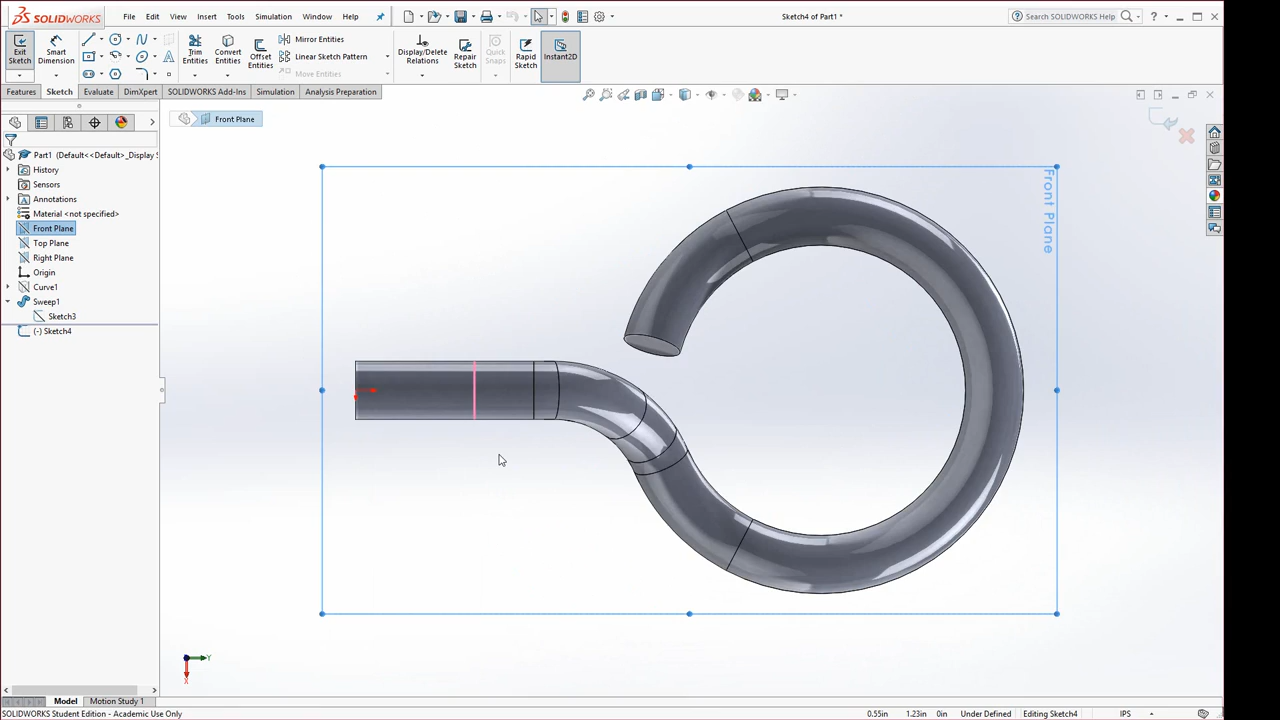 SOLIDWORKS
File Edit View Insert Tools Simulation Window Help
Sketch4 of Part1 *
Search SOLIDWORKS Help
Exit Sketch
Smart Dimension
Trim Entities
Convert Entities
Offset Entities
Mirror Entities
Linear Sketch Pattern
Move Entities
Display/Delete Relations
Repair Sketch
Quick Snaps
Rapid Sketch
Instant2D
Features Sketch Evaluate DimXpert SOLIDWORKS Add-Ins Simulation Analysis Preparation
Front Plane
Part1 (Default<<Default>_Display S
History
Sensors
Annotations
Material <not specified>
Front Plane
Top Plane
Right Plane
Origin
Curve1
Sweep1
Sketch3
(-) Sketch4
Front Plane
Y
X
Model Motion Study 1
SOLIDWORKS Student Edition - Academic Use Only
0.55in 1.23in 0in Under Defined Editing Sketch4 IPS